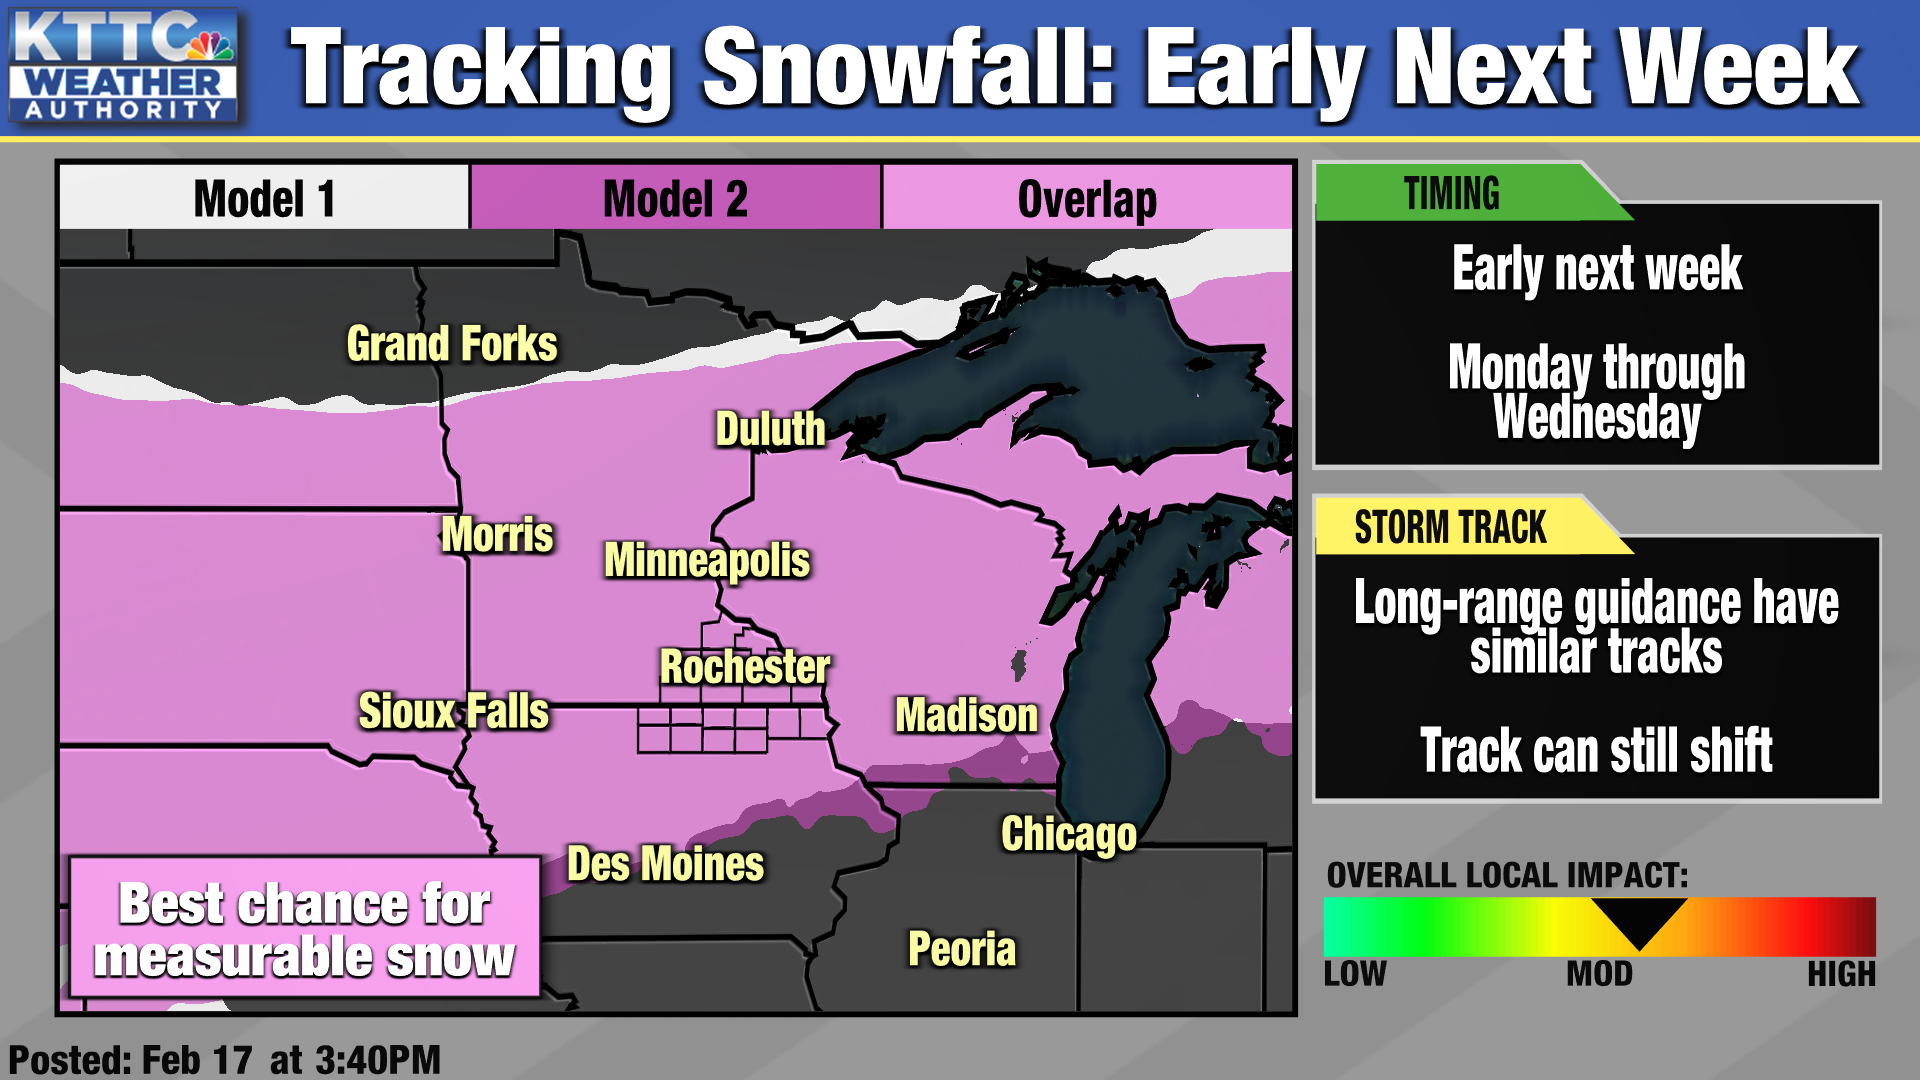 KTTC
WEATHER
AUTHORITY
Tracking Snowfall: Early Next Week
Model 1
Model 2
Overlap
Grand Forks
Duluth
Morris
Minneapolis
Rochester
Sioux Falls
Madison
Chicago
Des Moines
Peoria
Best chance for
measurable snow
TIMING
Early next week
Monday through
Wednesday
STORM TRACK
Long-range guidance have
similar tracks
Track can still shift
OVERALL LOCAL IMPACT:
LOW
MOD
HIGH
Posted: Feb 17 at 3:40PM